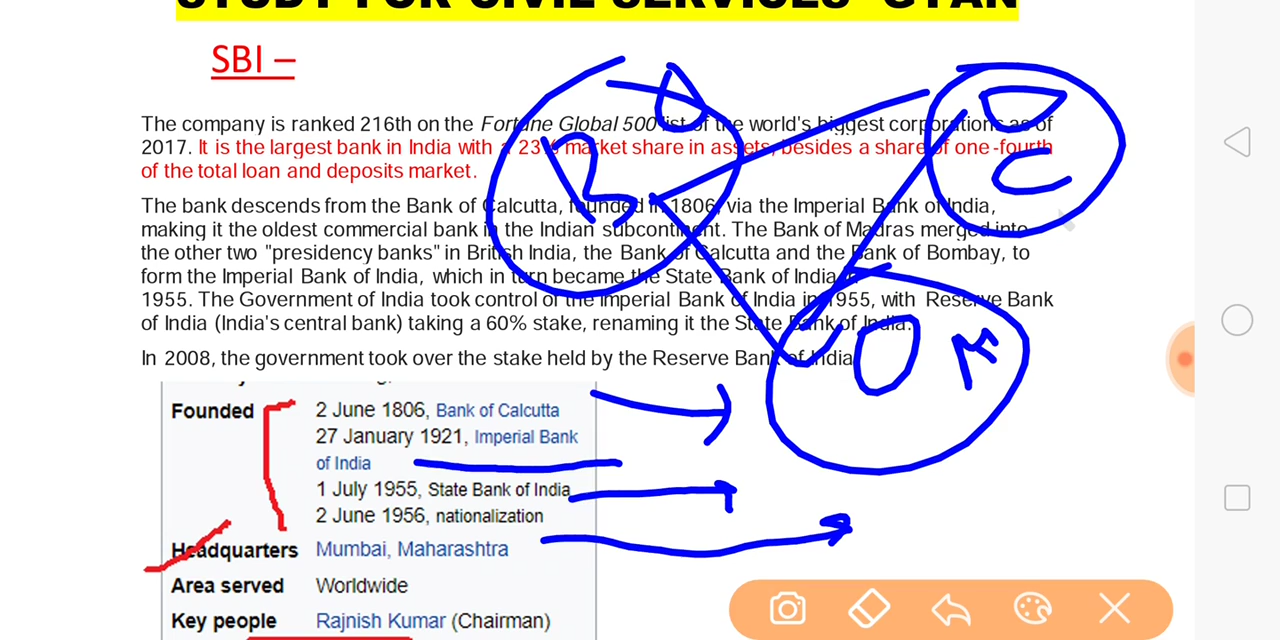 STUDY FOR CIVIL SERVICES GYAN
SBI –
The company is ranked 216th on the Fortune Global 500 list of the world's biggest corporations as of
2017. It is the largest bank in India with a 23% market share in assets, besides a share of one-fourth
of the total loan and deposits market.
The bank descends from the Bank of Calcutta, founded in 1806, via the Imperial Bank of India,
making it the oldest commercial bank in the Indian subcontinent. The Bank of Madras merged into
the other two "presidency banks" in British India, the Bank of Calcutta and the Bank of Bombay, to
form the Imperial Bank of India, which in turn became the State Bank of India in
1955. The Government of India took control of the Imperial Bank of India in 1955, with Reserve Bank
of India (India's central bank) taking a 60% stake, renaming it the State Bank of India.
In 2008, the government took over the stake held by the Reserve Bank of India
Founded
2 June 1806, Bank of Calcutta
27 January 1921, Imperial Bank
of India
1 July 1955, State Bank of India
2 June 1956, nationalization
Headquarters Mumbai, Maharashtra
Area served Worldwide
Key people Rajnish Kumar (Chairman)